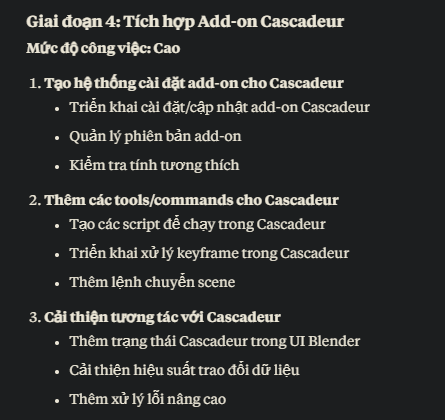 Giai đoạn 4: Tích hợp Add-on Cascadeur
Mức độ công việc: Cao
1. Tạo hệ thống cài đặt add-on cho Cascadeur
• Triển khai cài đặt/cập nhật add-on Cascadeur
• Quản lý phiên bản add-on
• Kiểm tra tính tương thích
2. Thêm các tools/commands cho Cascadeur
• Tạo các script để chạy trong Cascadeur
• Triển khai xử lý keyframe trong Cascadeur
• Thêm lệnh chuyển scene
3. Cải thiện tương tác với Cascadeur
• Thêm trạng thái Cascadeur trong UI Blender
• Cải thiện hiệu suất trao đổi dữ liệu
• Thêm xử lý lỗi nâng cao